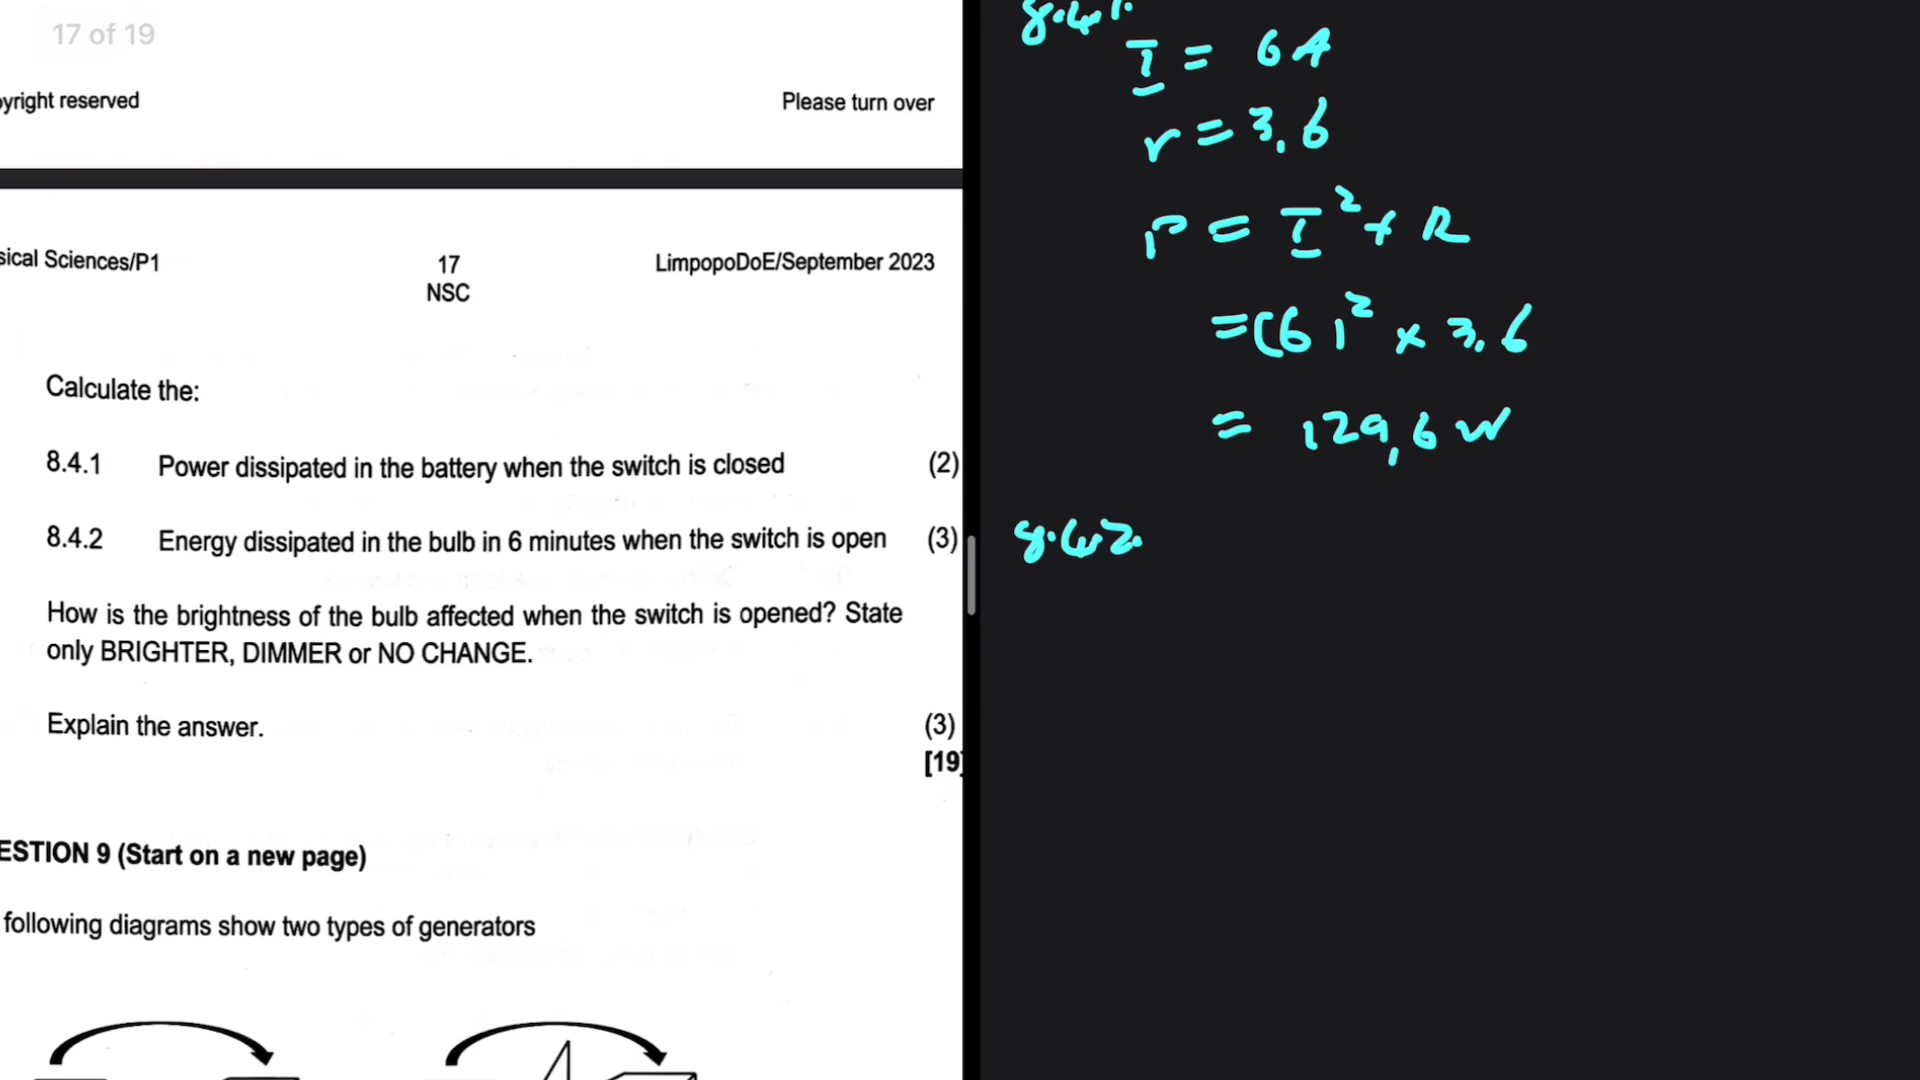 17 of 19
yright reserved
Please turn over
sical Sciences/P1
17
LimpopoDoE/September 2023
NSC
Calculate the:
8.4.1 Power dissipated in the battery when the switch is closed (2)
8.4.2 Energy dissipated in the bulb in 6 minutes when the switch is open (3)
How is the brightness of the bulb affected when the switch is opened? State
only BRIGHTER, DIMMER or NO CHANGE.
Explain the answer. (3)
[19]
ESTION 9 (Start on a new page)
following diagrams show two types of generators
8.4.1.
I = 6A
r = 3,6
P = I² + R
= (6)² x 3,6
= 129,6 W
8.4.2.